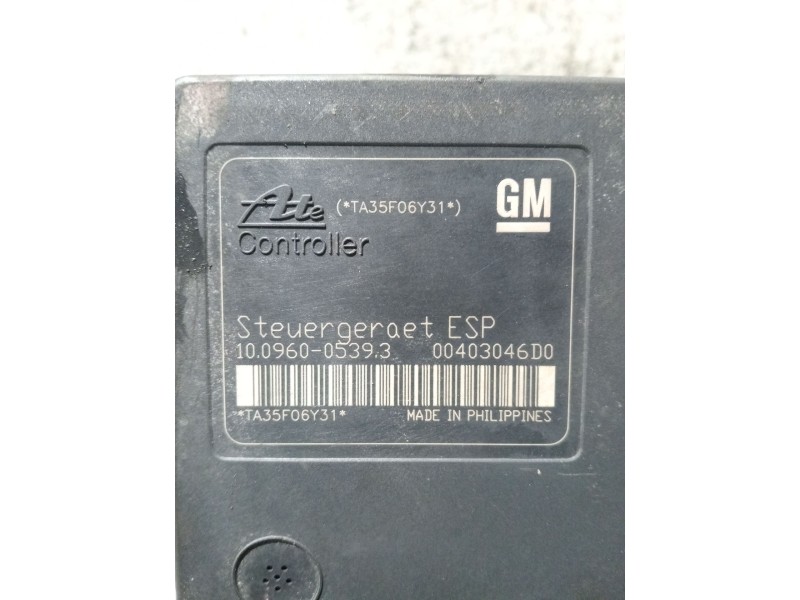 Ate (*TA35F06Y31*) GM
Controller
Steuergeraet ESP
10.0960-0539.3 00403046D0
*TA35F06Y31* MADE IN PHILIPPINES